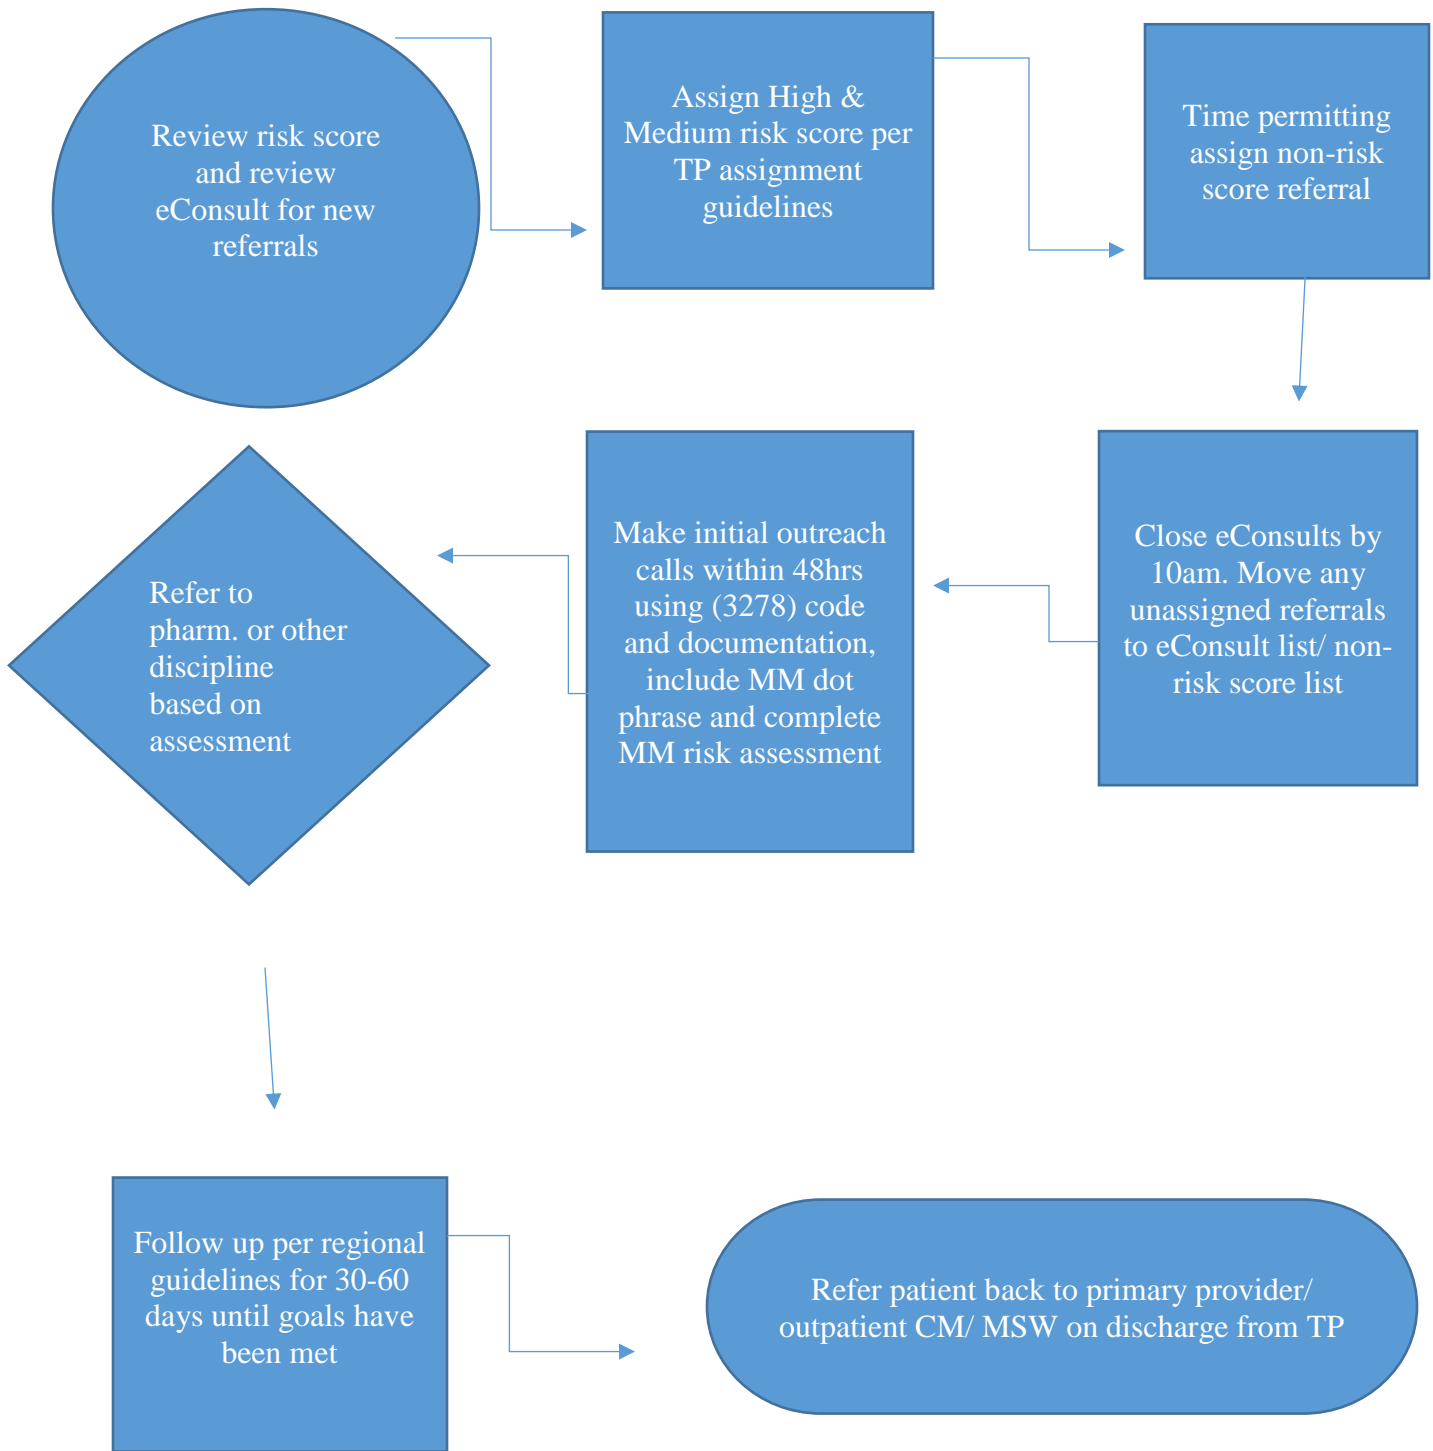 Review risk score
and review
eConsult for new
referrals
Assign High &
Medium risk score per
TP assignment
guidelines
Time permitting
assign non-risk
score referral
Close eConsults by
10am. Move any
unassigned referrals
to eConsult list/ non-
risk score list
Make initial outreach
calls within 48hrs
using (3278) code
and documentation,
include MM dot
phrase and complete
MM risk assessment
Refer to
pharm. or other
discipline
based on
assessment
Follow up per regional
guidelines for 30-60
days until goals have
been met
Refer patient back to primary provider/
outpatient CM/ MSW on discharge from TP